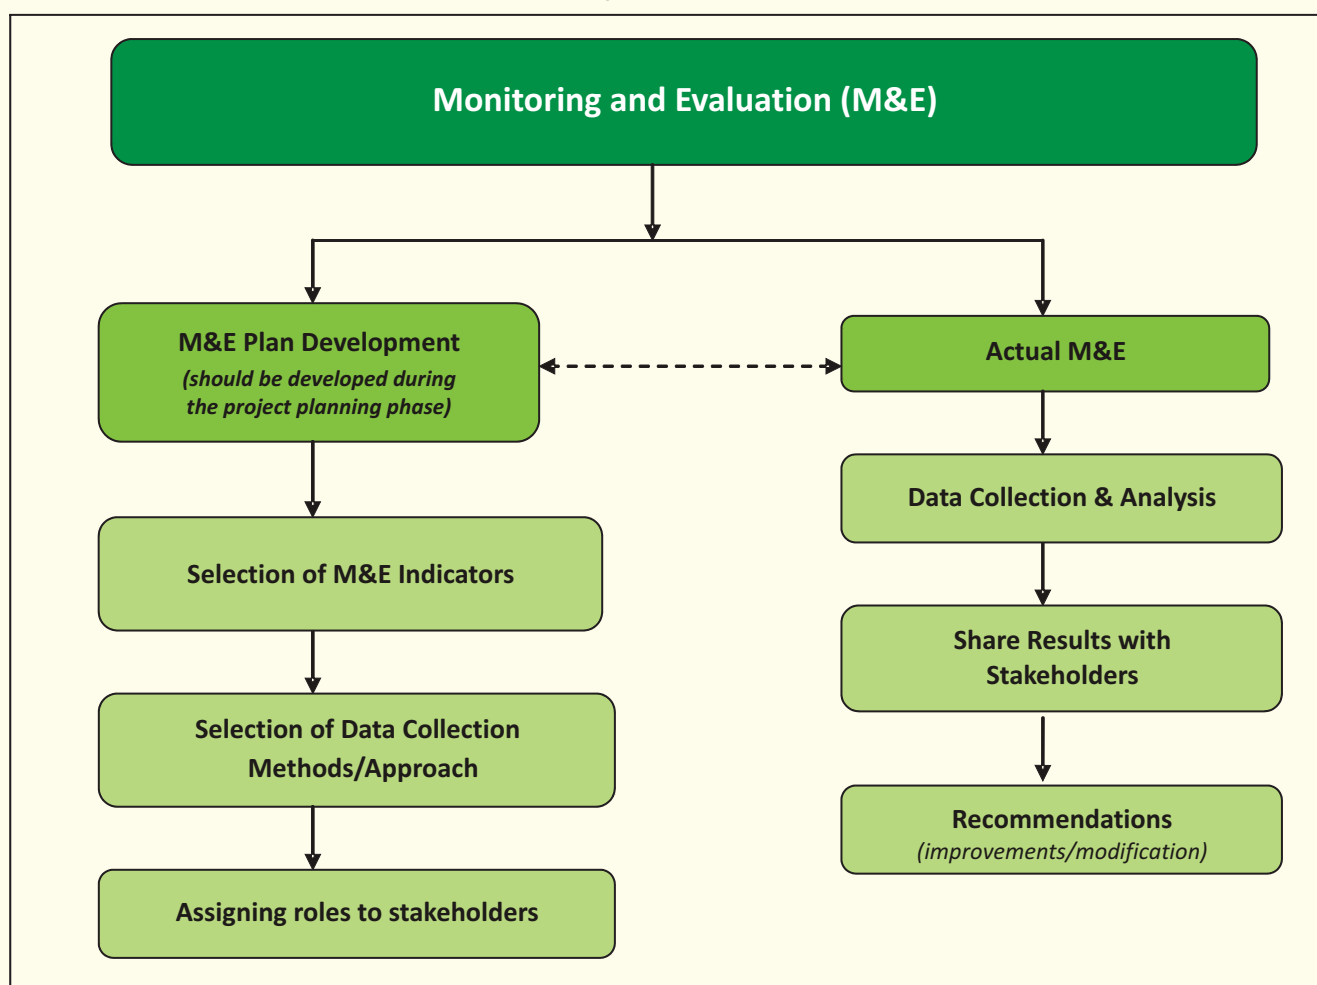 Monitoring and Evaluation (M&E)
M&E Plan Development
(should be developed during
the project planning phase)
Selection of M&E Indicators
Selection of Data Collection
Methods/Approach
Assigning roles to stakeholders
Actual M&E
Data Collection & Analysis
Share Results with
Stakeholders
Recommendations
(improvements/modification)